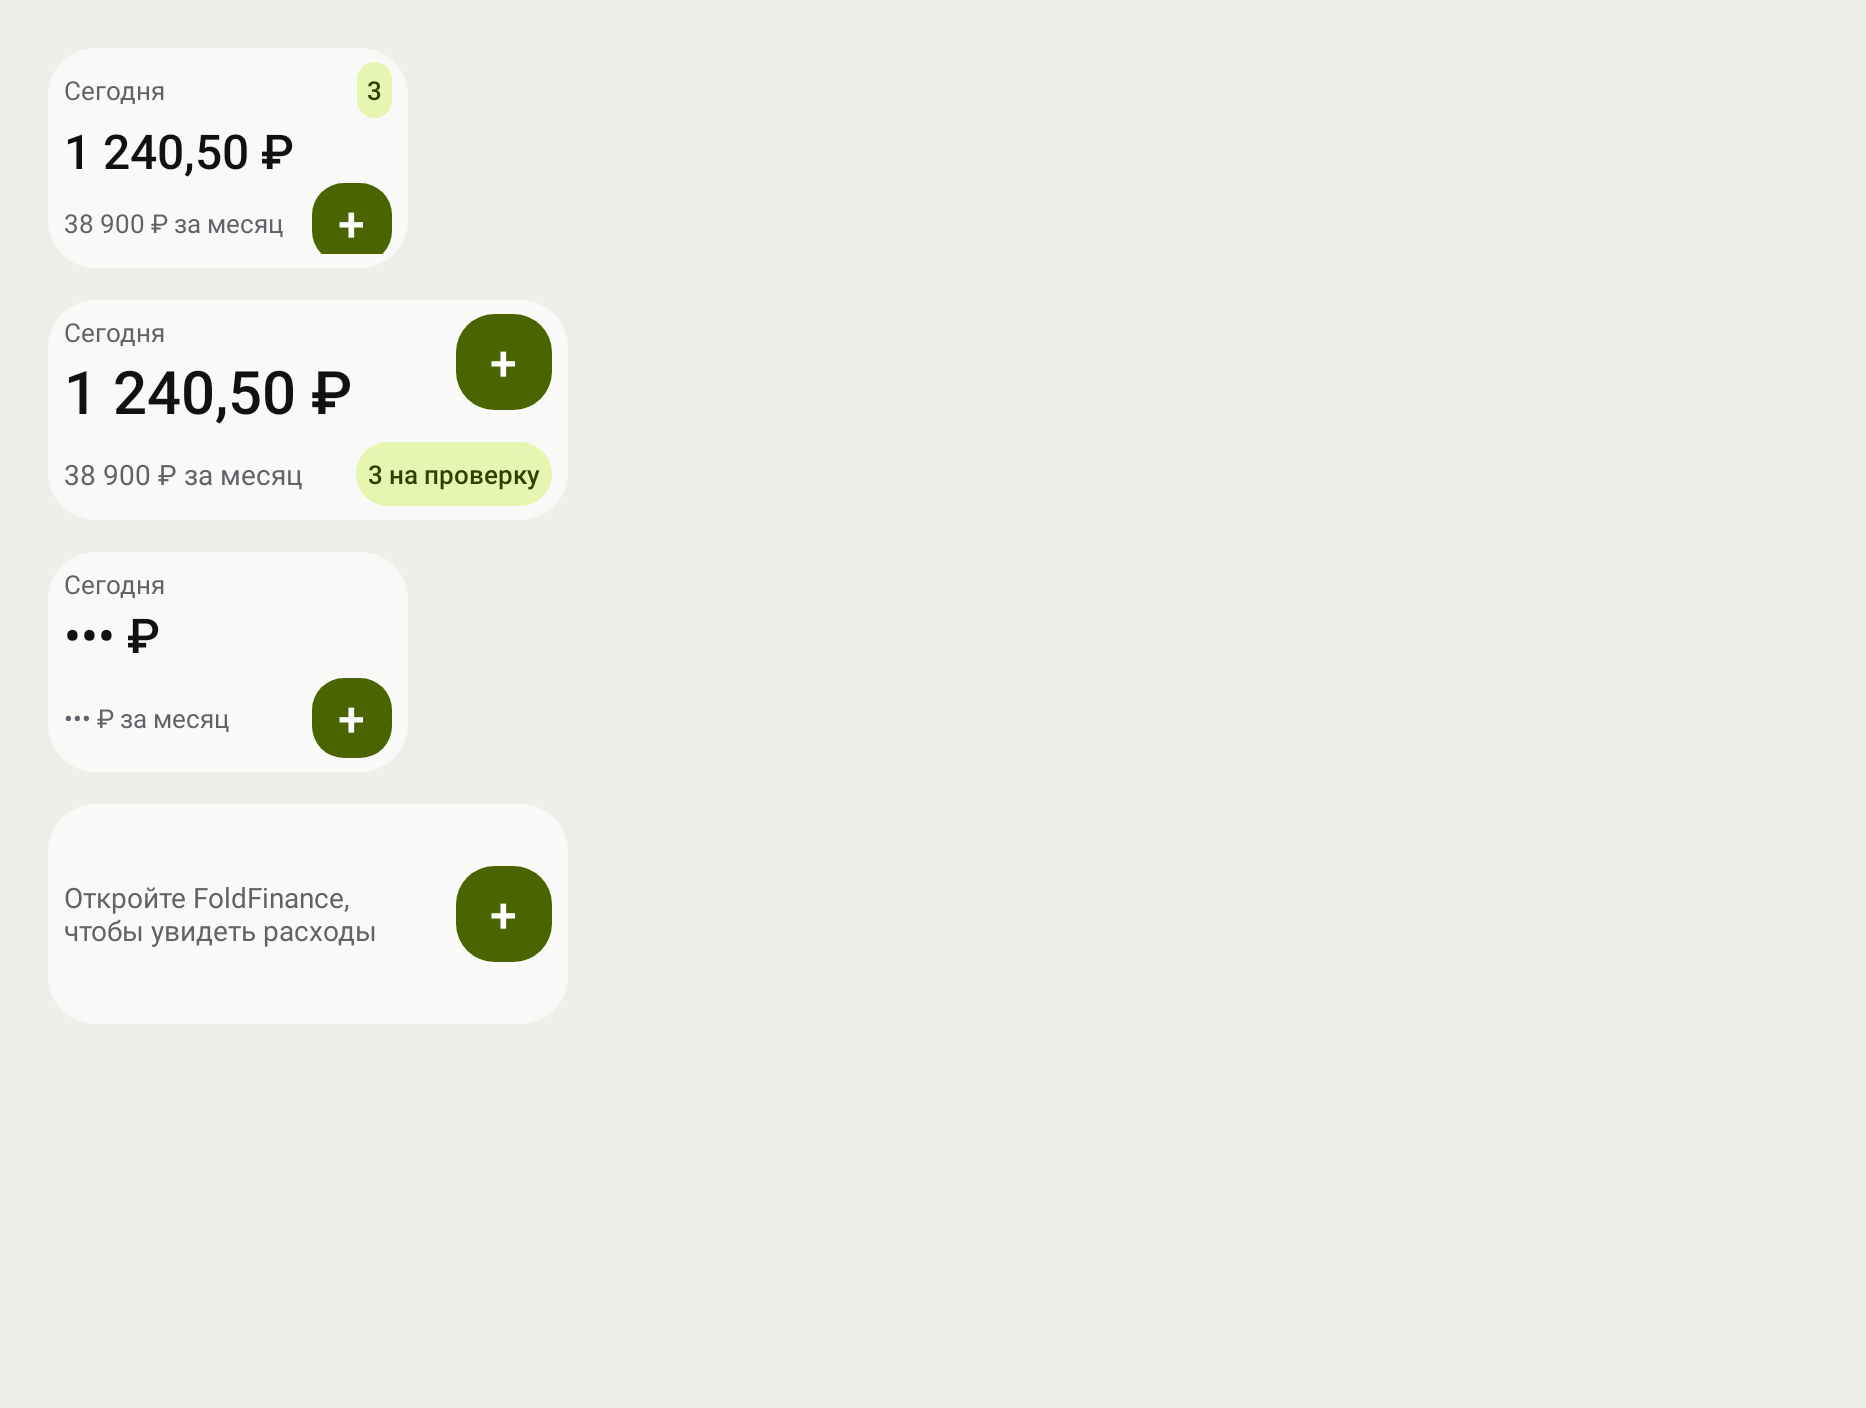 Сегодня 3
1 240,50 ₽
38 900 ₽ за месяц +
Сегодня +
1 240,50 ₽
38 900 ₽ за месяц 3 на проверку
Сегодня
••• ₽
••• ₽ за месяц +
Откройте FoldFinance, +
чтобы увидеть расходы